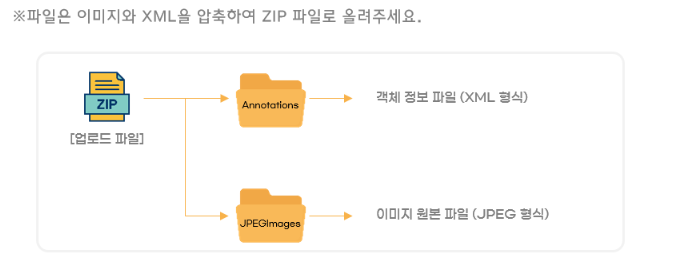 ※파일은 이미지와 XML을 압축하여 ZIP 파일로 올려주세요.
ZIP
[업로드 파일]
Annotations
객체 정보 파일 (XML 형식)
JPEGImages
이미지 원본 파일 (JPEG 형식)